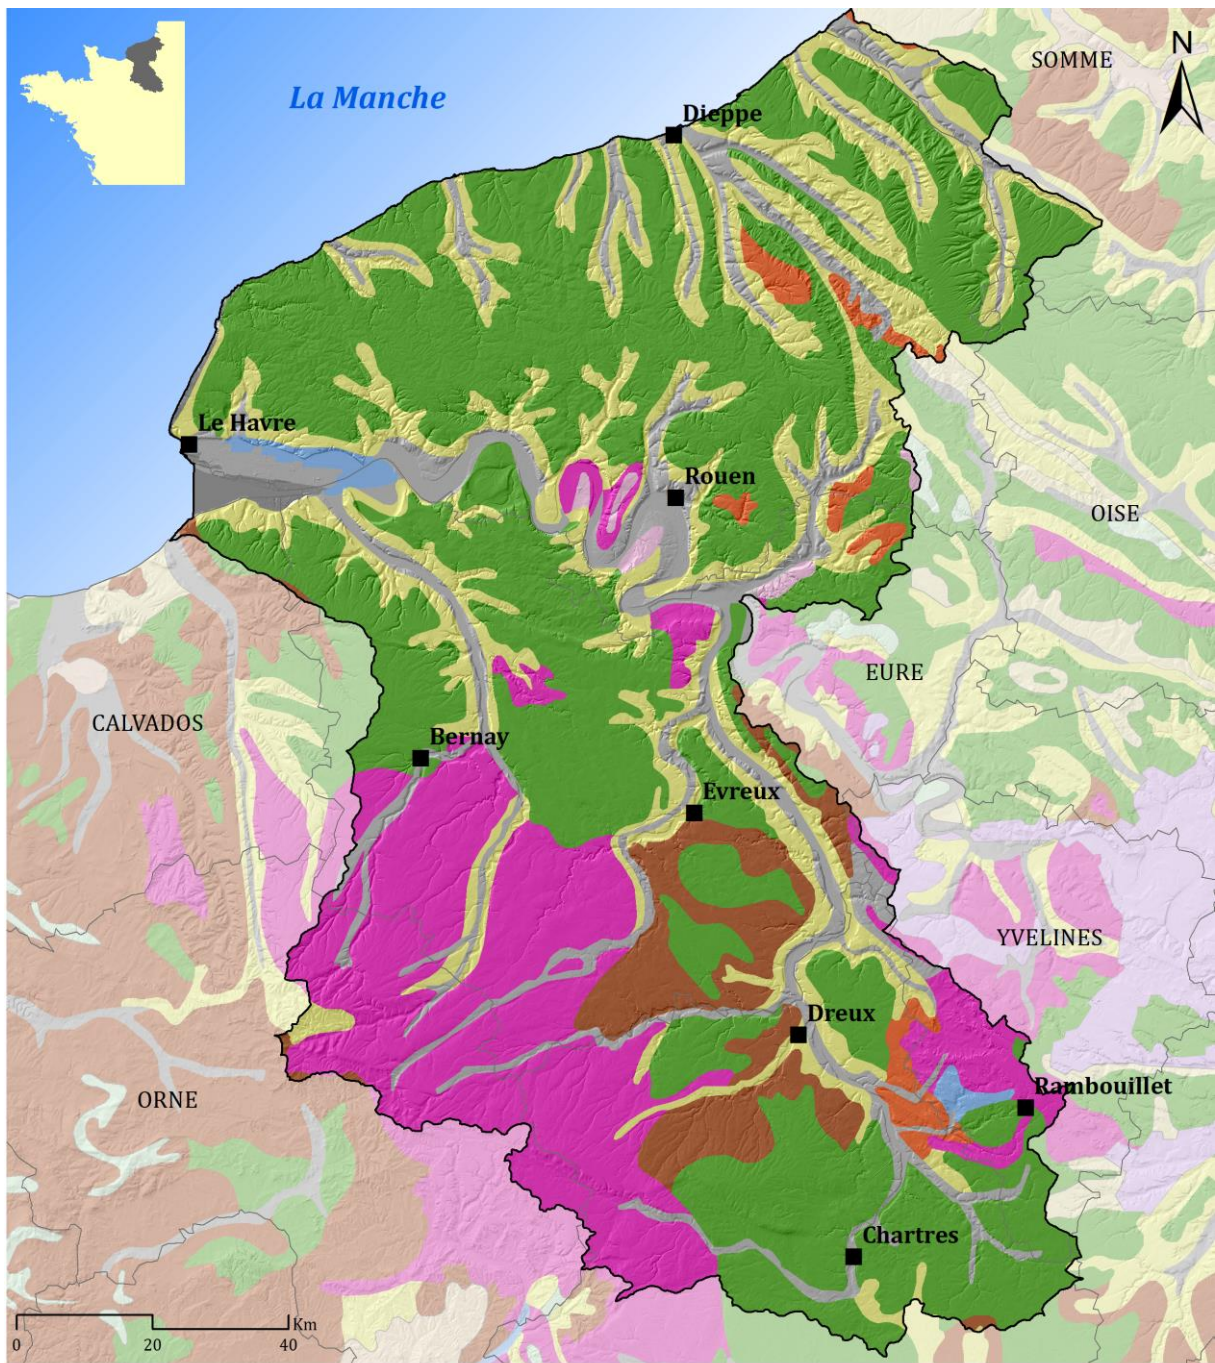 N
SOMME
La Manche
Dieppe
Le Havre
Rouen
OISE
EURE
CALVADOS
Bernay
Evreux
YVELINES
Dreux
Rambouillet
ORNE
Chartres
Km
0 20 40